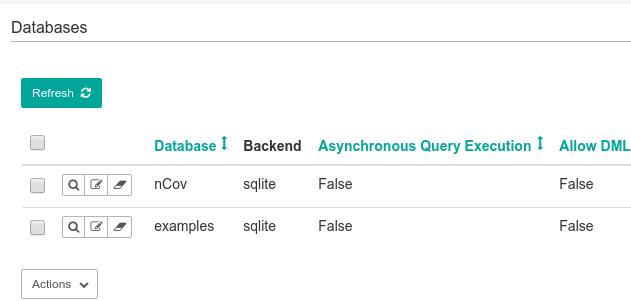 Databases
Refresh
Database Backend Asynchronous Query Execution Allow DML
nCov sqlite False False
examples sqlite False False
Actions